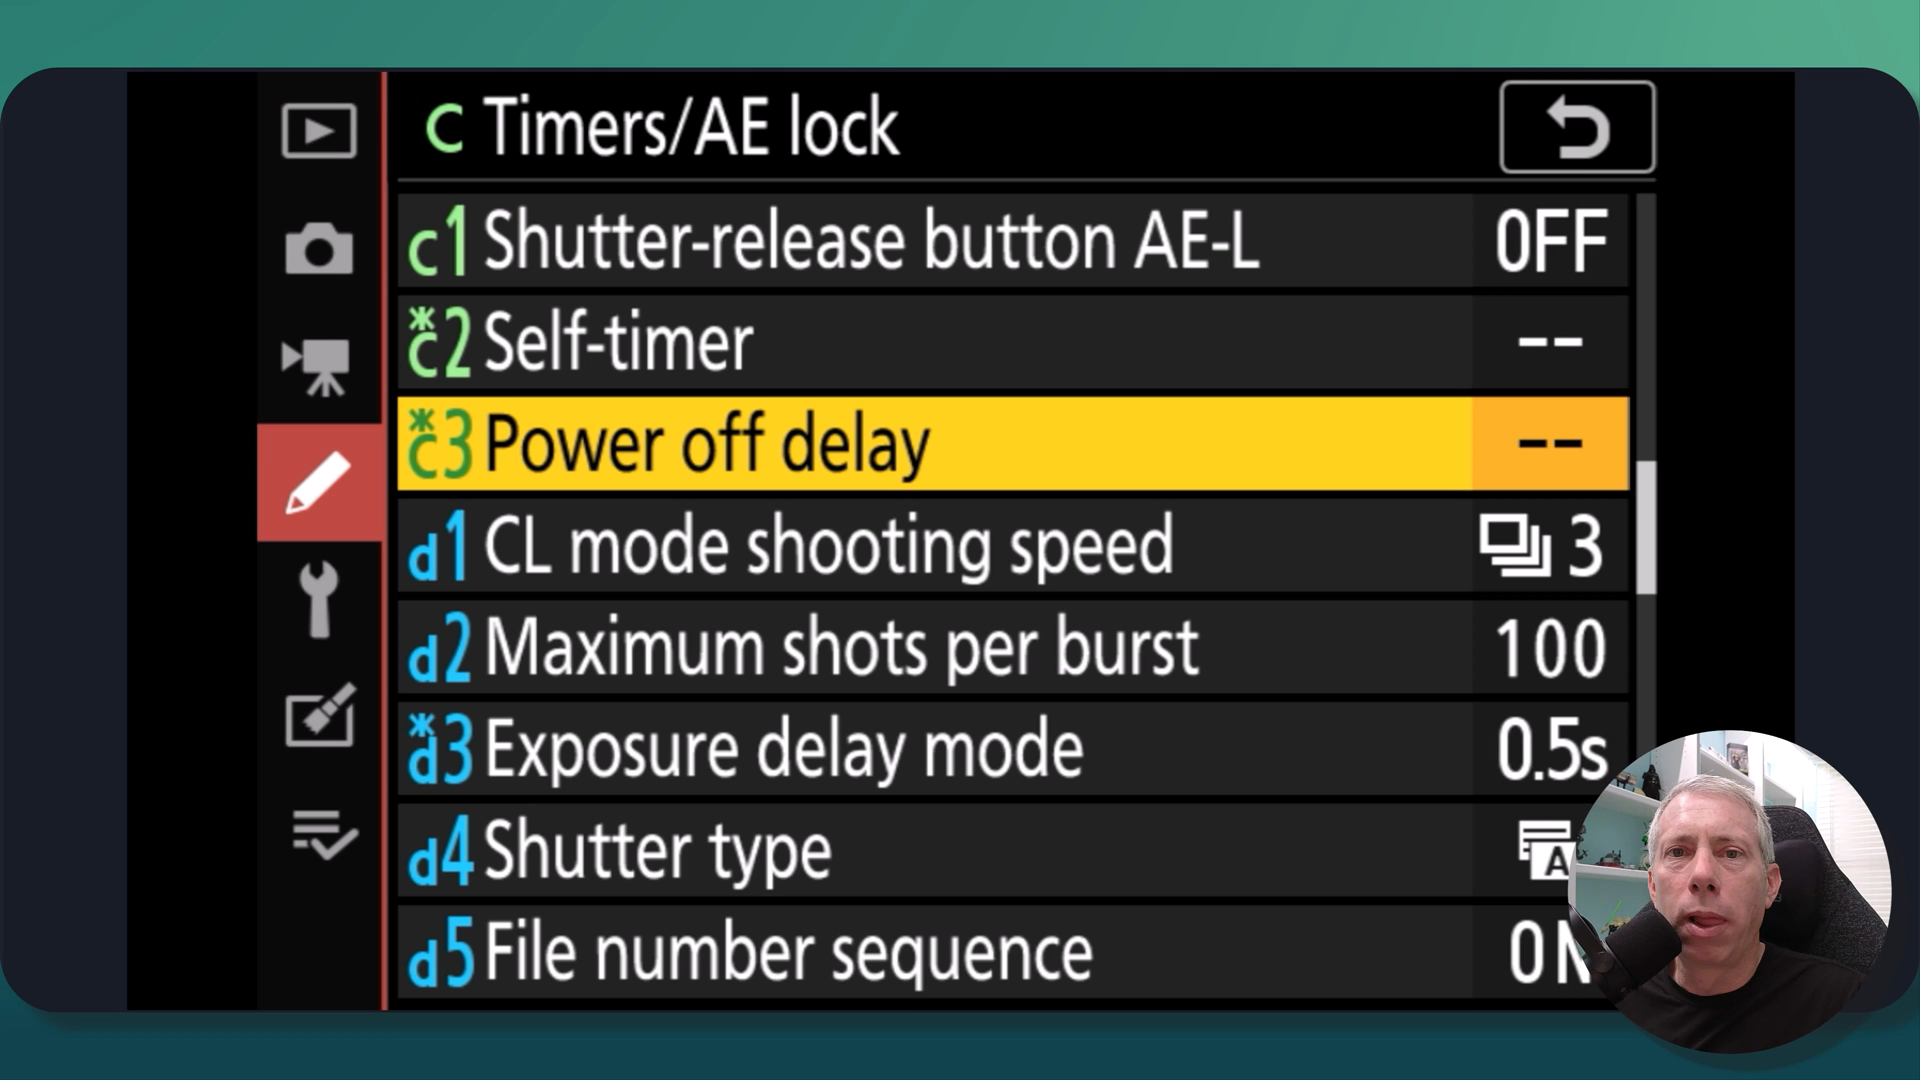 C Timers/AE lock
c1 Shutter-release button AE-L OFF
*c2 Self-timer --
*c3 Power off delay --
d1 CL mode shooting speed 3
d2 Maximum shots per burst 100
*d3 Exposure delay mode 0.5s
d4 Shutter type A
d5 File number sequence